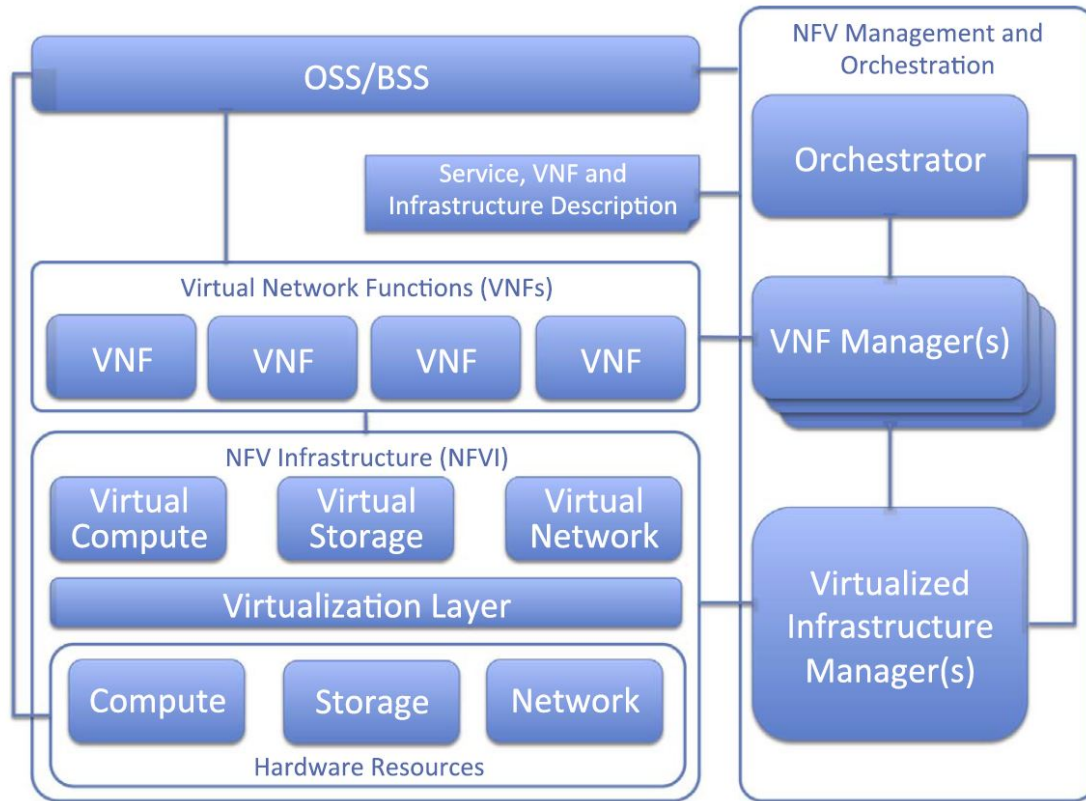 OSS/BSS
NFV Management and
Orchestration
Orchestrator
Service, VNF and
Infrastructure Description
Virtual Network Functions (VNFs)
VNF
VNF
VNF
VNF
VNF Manager(s)
NFV Infrastructure (NFVI)
Virtual
Compute
Virtual
Storage
Virtual
Network
Virtualization Layer
Virtualized
Infrastructure
Manager(s)
Compute
Storage
Network
Hardware Resources